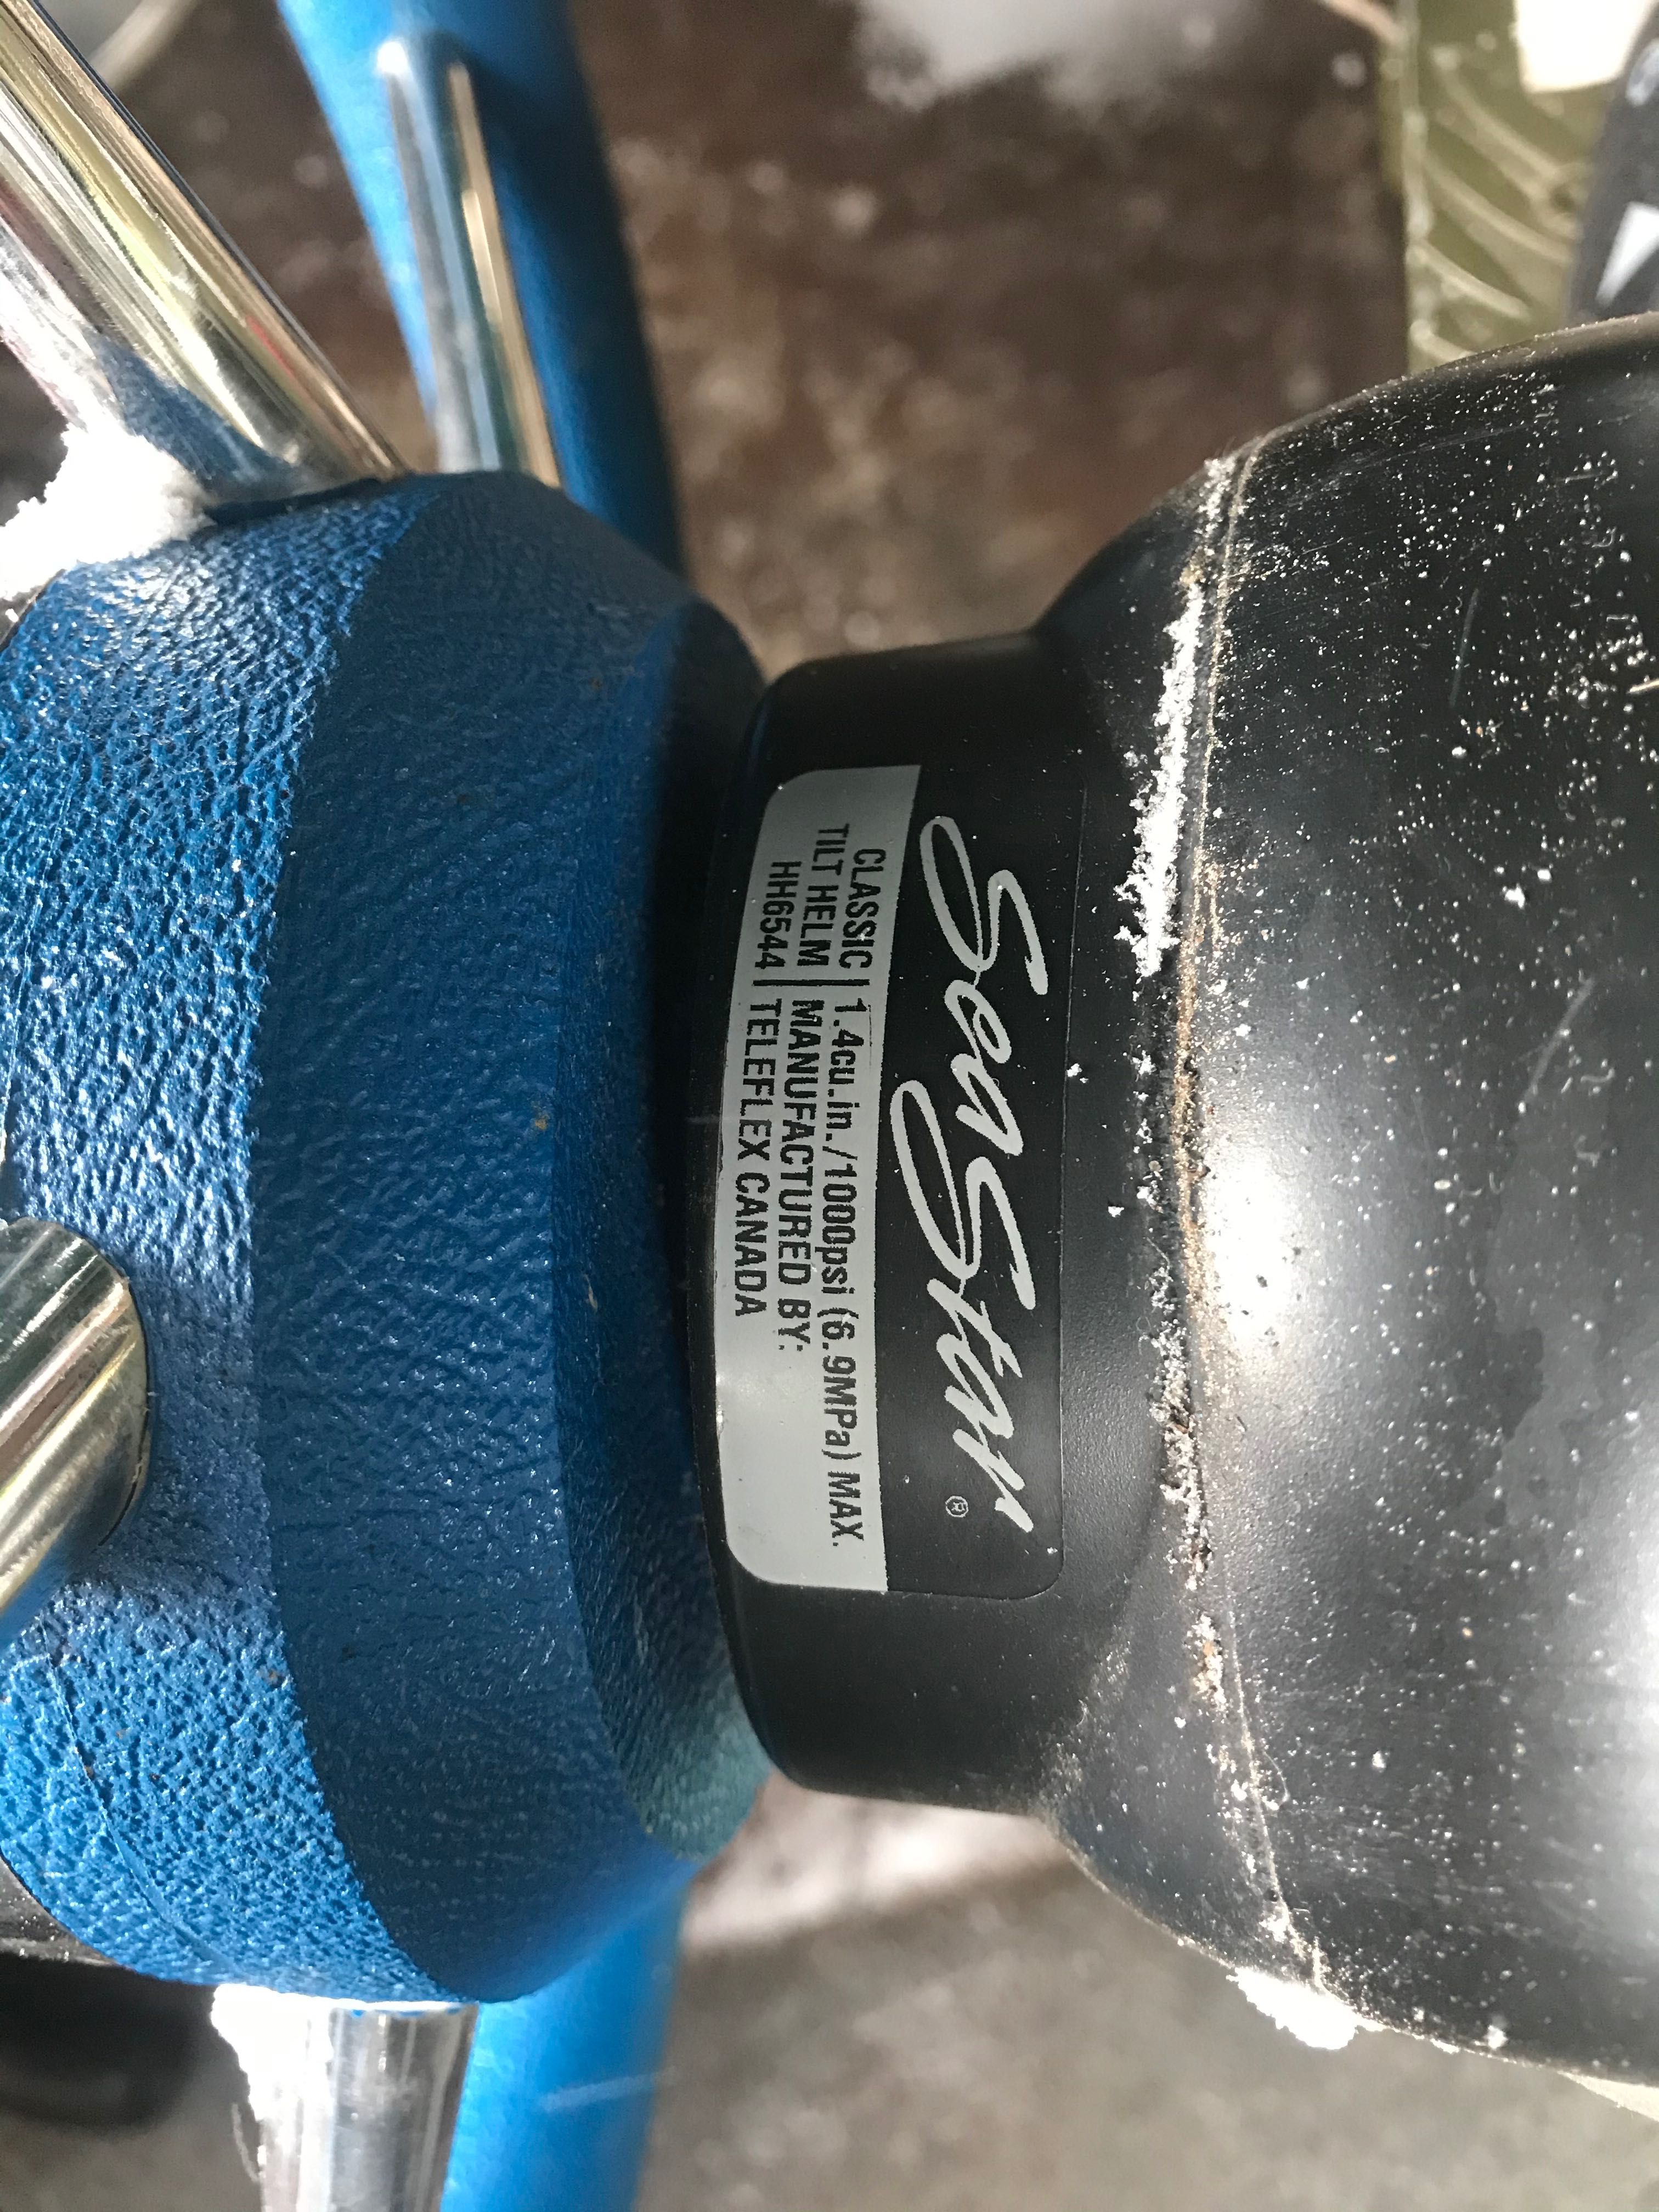 SeaStar®
CLASSIC | 1.4cu.in./1000psi (6.9MPa) MAX.
TILT HELM | MANUFACTURED BY:
HH6544 | TELEFLEX CANADA